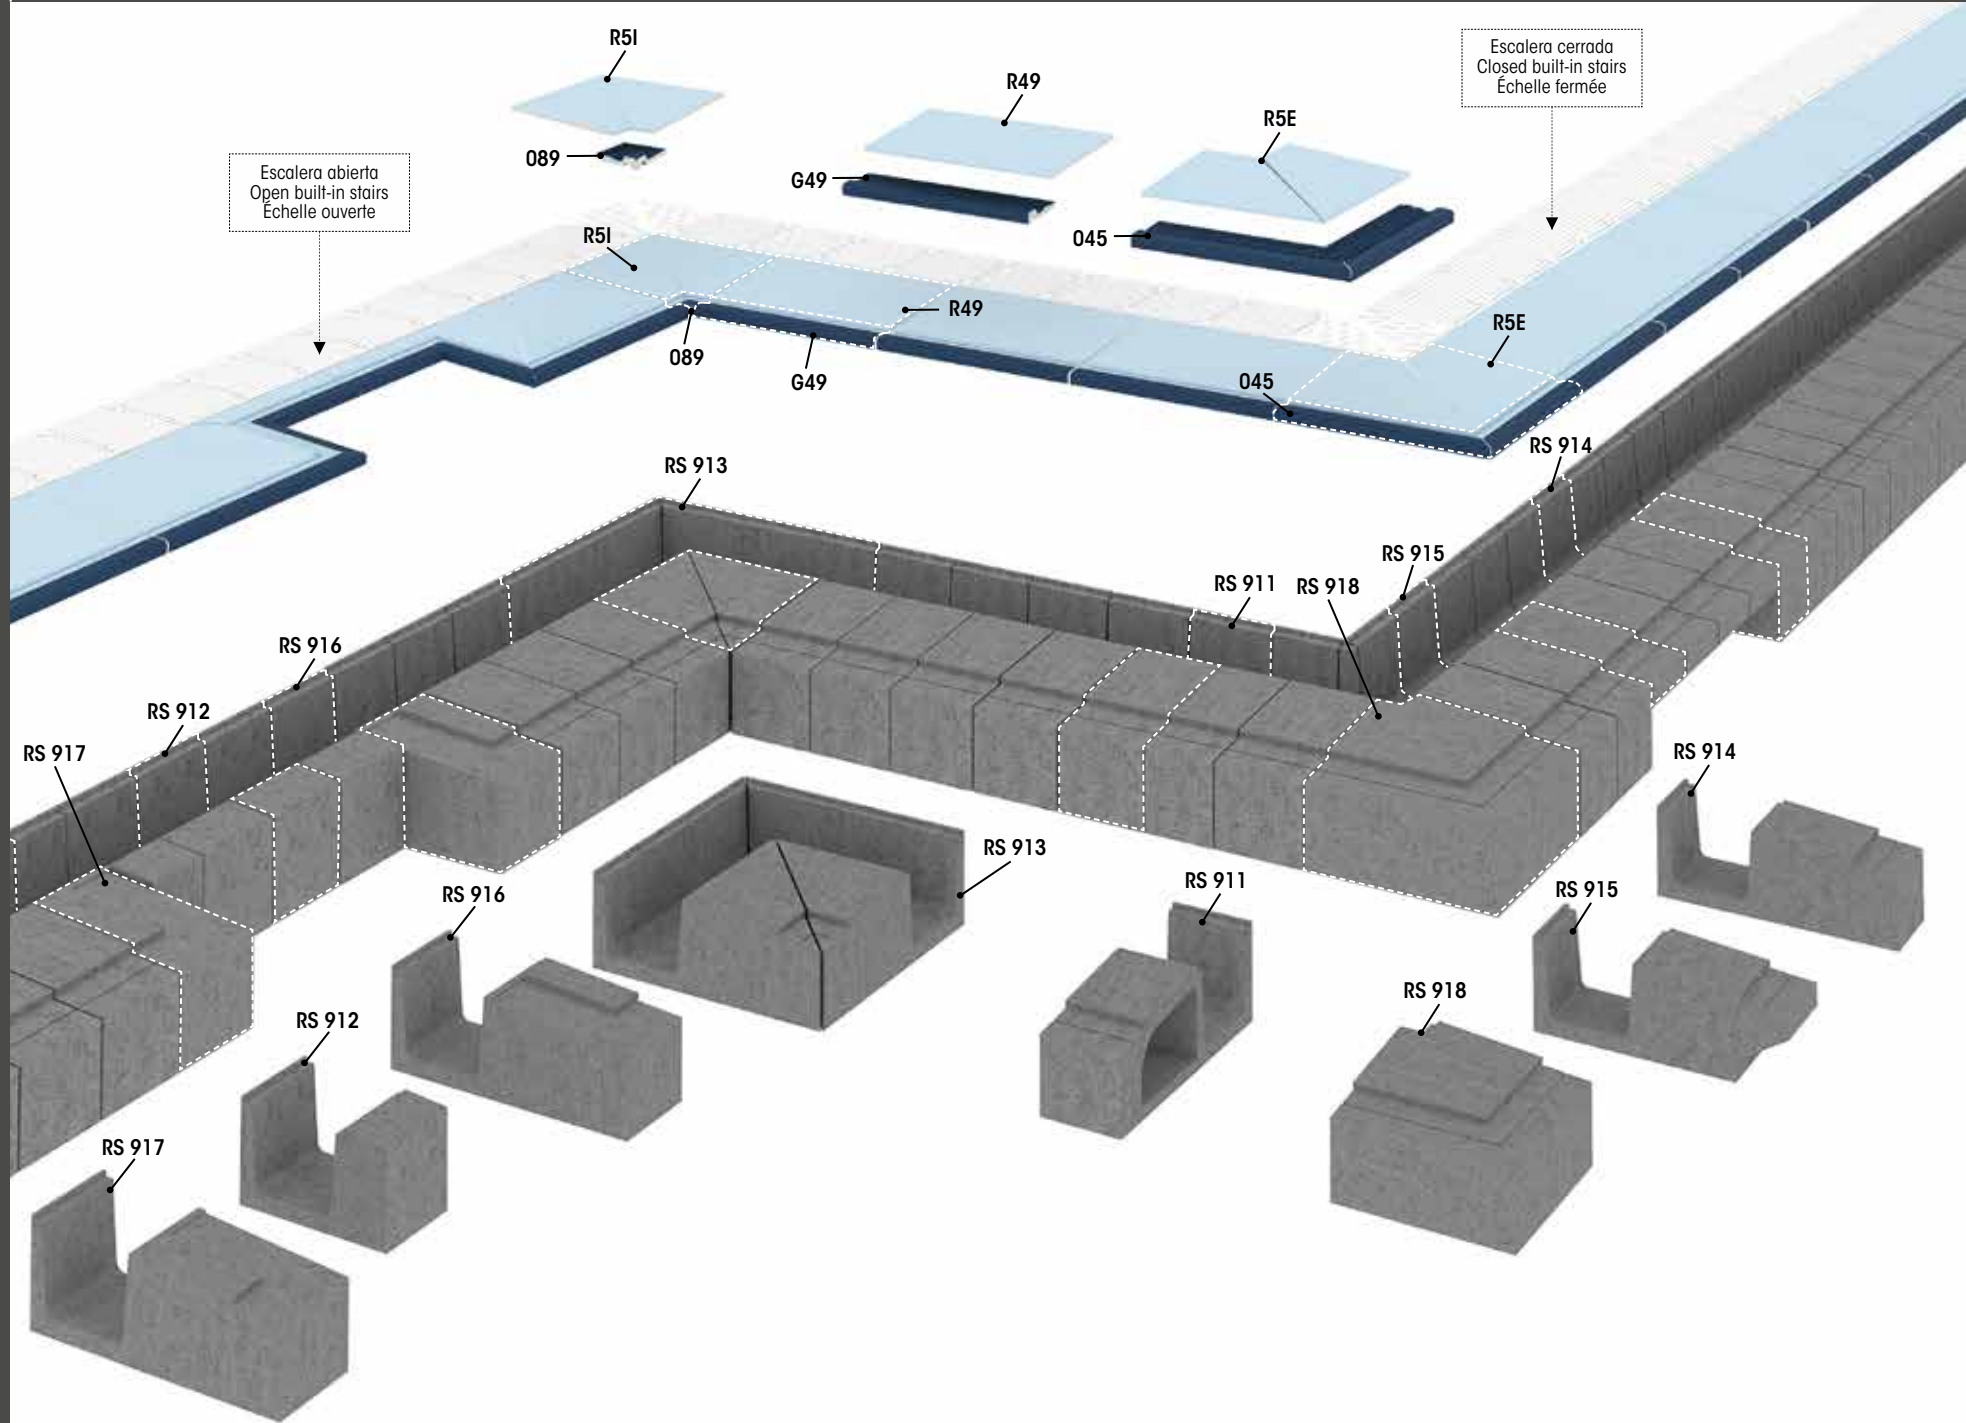 R5I
R49
R5E
089
G49
045
Escalera cerrada
Closed built-in stairs
Échelle fermée
Escalera abierta
Open built-in stairs
Échelle ouverte
R5I
R49
R5E
089
G49
045
RS 913
RS 914
RS 915
RS 911
RS 918
RS 916
RS 912
RS 917
RS 914
RS 913
RS 911
RS 915
RS 916
RS 918
RS 912
RS 917